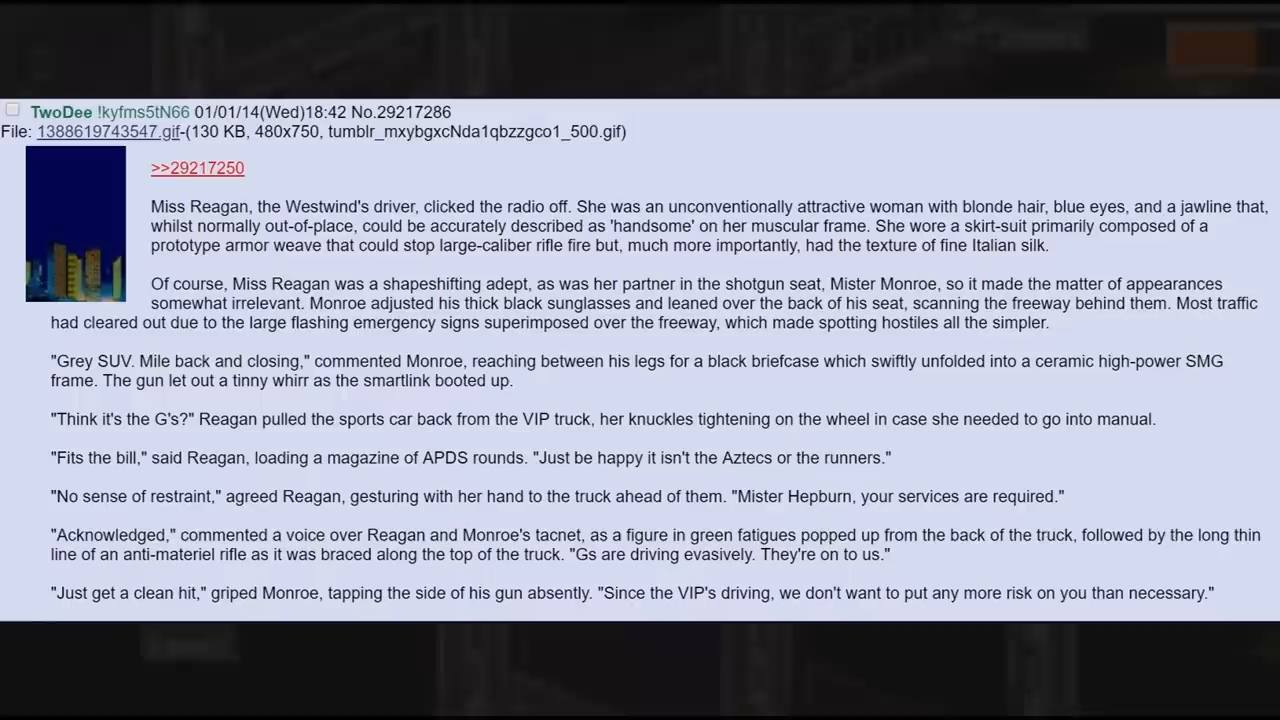 TwoDee !kyfms5tN66 01/01/14(Wed)18:42 No.29217286
File: 1388619743547.gif-(130 KB, 480x750, tumblr_mxybgxcNda1qbzzgco1_500.gif)
>>29217250
Miss Reagan, the Westwind's driver, clicked the radio off. She was an unconventionally attractive woman with blonde hair, blue eyes, and a jawline that,
whilst normally out-of-place, could be accurately described as 'handsome' on her muscular frame. She wore a skirt-suit primarily composed of a
prototype armor weave that could stop large-caliber rifle fire but, much more importantly, had the texture of fine Italian silk.
Of course, Miss Reagan was a shapeshifting adept, as was her partner in the shotgun seat, Mister Monroe, so it made the matter of appearances
somewhat irrelevant. Monroe adjusted his thick black sunglasses and leaned over the back of his seat, scanning the freeway behind them. Most traffic
had cleared out due to the large flashing emergency signs superimposed over the freeway, which made spotting hostiles all the simpler.
"Grey SUV. Mile back and closing," commented Monroe, reaching between his legs for a black briefcase which swiftly unfolded into a ceramic high-power SMG
frame. The gun let out a tinny whirr as the smartlink booted up.
"Think it's the G's?" Reagan pulled the sports car back from the VIP truck, her knuckles tightening on the wheel in case she needed to go into manual.
"Fits the bill," said Reagan, loading a magazine of APDS rounds. "Just be happy it isn't the Aztecs or the runners."
"No sense of restraint," agreed Reagan, gesturing with her hand to the truck ahead of them. "Mister Hepburn, your services are required."
"Acknowledged," commented a voice over Reagan and Monroe's tacnet, as a figure in green fatigues popped up from the back of the truck, followed by the long thin
line of an anti-materiel rifle as it was braced along the top of the truck. "Gs are driving evasively. They're on to us."
"Just get a clean hit," griped Monroe, tapping the side of his gun absently. "Since the VIP's driving, we don't want to put any more risk on you than necessary."